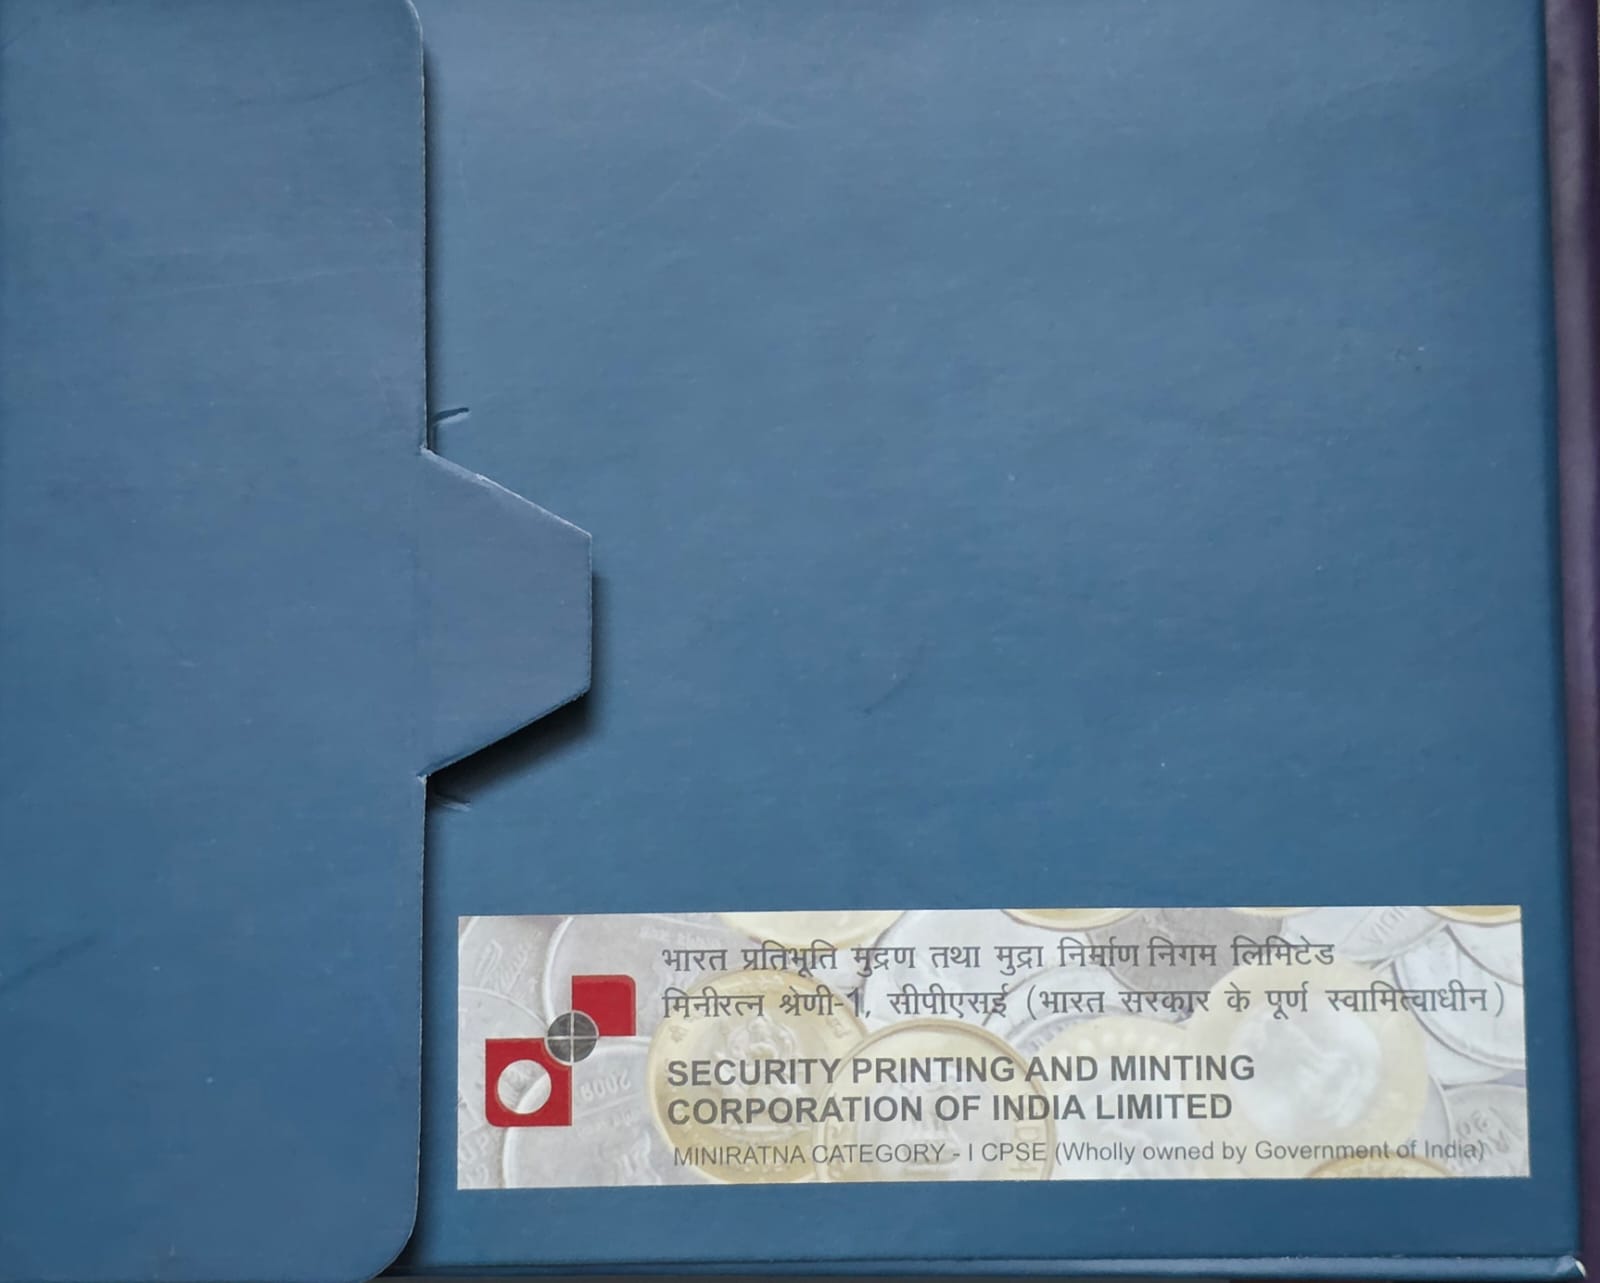 भारत प्रतिभूति मुद्रण तथा मुद्रा निर्माण निगम लिमिटेड
मिनीरत्न श्रेणी-1, सीपीएसई (भारत सरकार के पूर्ण स्वामित्वाधीन)
SECURITY PRINTING AND MINTING
CORPORATION OF INDIA LIMITED
MINIRATNA CATEGORY - I CPSE (Wholly owned by Government of India)